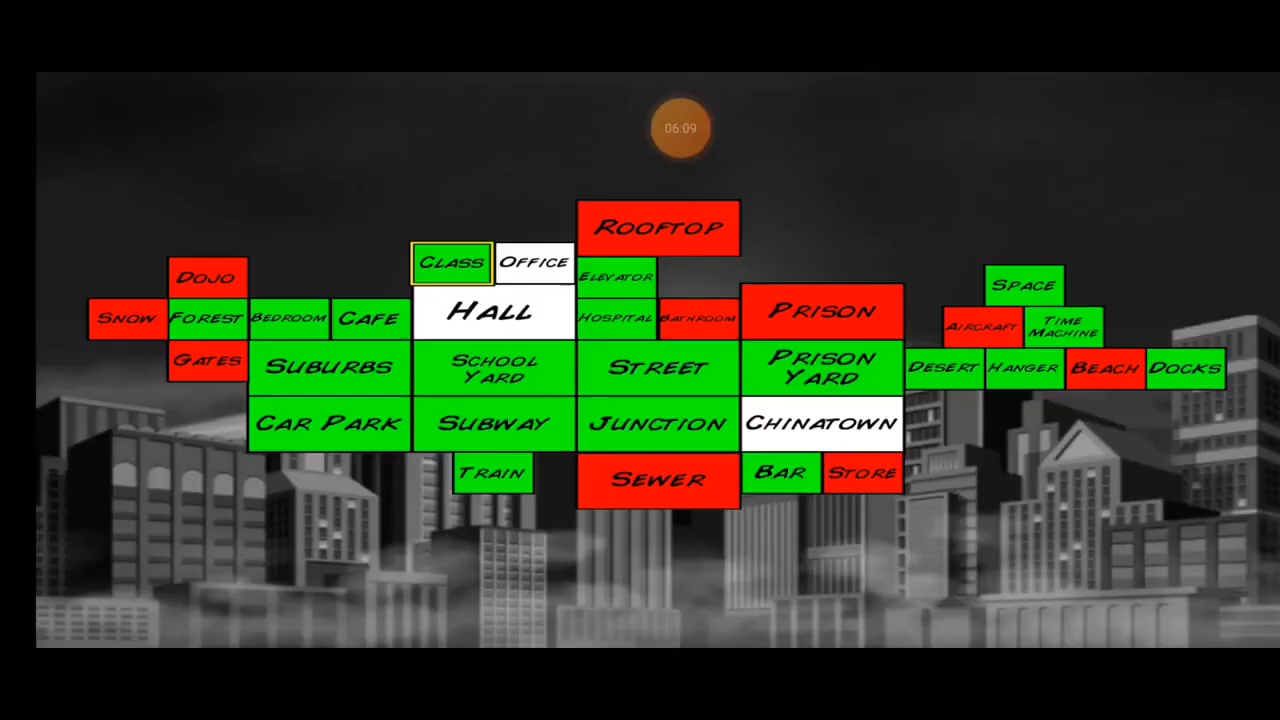 06:09
ROOFTOP
CLASS
OFFICE
ELEVATOR
DOJO
SPACE
SNOW
FOREST
BEDROOM
CAFE
HALL
HOSPITAL
BATHROOM
PRISON
AIRCRAFT
TIME
MACHINE
GATES
SUBURBS
SCHOOL
YARD
STREET
PRISON
YARD
DESERT
HANGER
BEACH
DOCKS
CAR PARK
SUBWAY
JUNCTION
CHINATOWN
TRAIN
SEWER
BAR
STORE